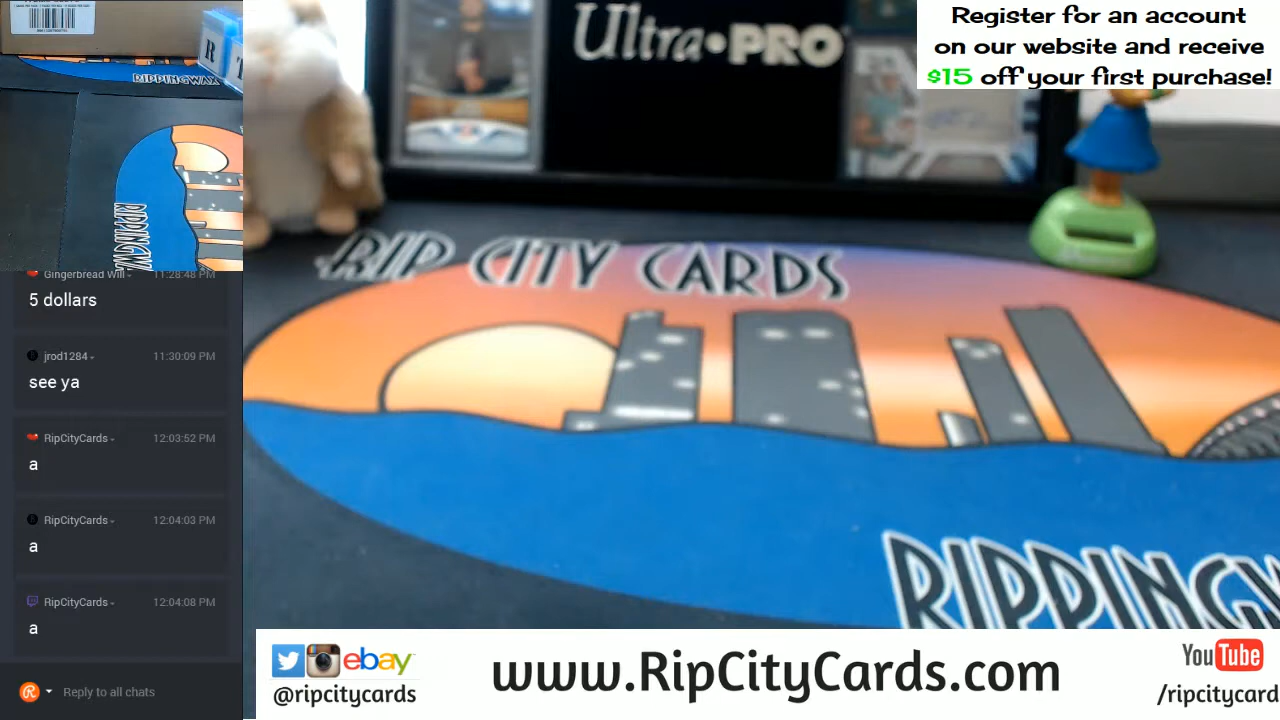 Register for an account
on our website and receive
$15 off your first purchase!
Ultra•PRO
R
T
RIPPINGWAX
RIP CITY CARDS
RIPPINGW
Gingerbread Will 11:28:48 PM
5 dollars
jrod1284 11:30:09 PM
see ya
RipCityCards 12:03:52 PM
a
RipCityCards 12:04:03 PM
a
RipCityCards 12:04:08 PM
a
Reply to all chats
RIPPINGW
ebay
@ripcitycards
www.RipCityCards.com
YouTube
/ripcitycard